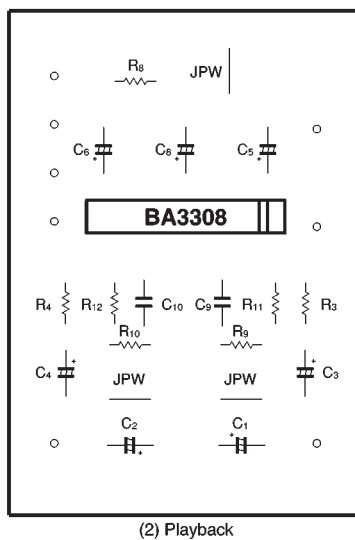 R8 JPW
C6 C8 C5
BA3308
R4 R12 C10 C9 R11 R3
R10 R9
C4 JPW JPW C3
C2 C1
(2) Playback